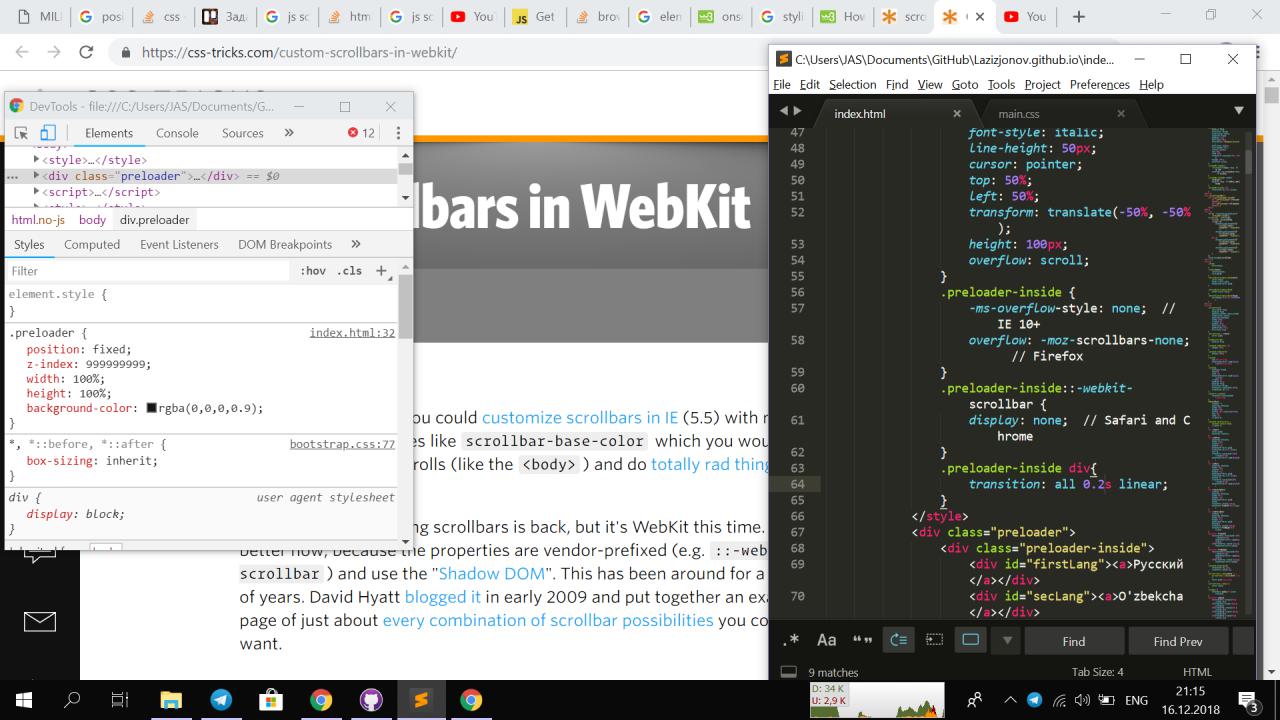 MILI
pos
css
Зада
js sc
htm
js sc
You
Get
brov
elen
ons
styli
How
scro
You
https://css-tricks.com/custom-scrollbars-in-webkit/
bars in WebKit
ould customize scrollbars in IE (5.5) with
es like scrollbar-base-color which you wou
rolls (like the <body> ) and do totally rad thing
ng scrollbars is back, but it's WebKit this time.
the properties are vendor-prefixed (e.g. ::-web
scrollbar ) and use the "Shadow DOM". This has been around for a
of years. David Hyatt blogged it in early 2009 and put together an exa
page of just about every combination of scrollbar possibilities you co
want.
DevTools - file:///C:/Users/JAS/Documents/G...
Elements
Console
Sources
»
12
<style>…</style>
<div class="preloader">…</div> == $0
<script>…</script>
html.no-js
body
div.preloader
Styles
Computed
Event Listeners
DOM Breakpoints
»
Filter
:hov
.cls
+
element.style {
}
.preloader {
index.html:32
position: fixed;
z-index: 999999999;
width: 100%;
height: 100%;
background-color: rgba(0,0,0,0.9);
}
*, *::before, *::after {
bootstrap.css:77
box-sizing: inherit;
}
div {
user agent stylesheet
display: block;
}
C:\Users\JAS\Documents\GitHub\Lazizjonov.github.io\inde...
File Edit Selection Find View Goto Tools Project Preferences Help
index.html
main.css
47 font-style: italic;
48 line-height: 50px;
49 cursor: pointer;
50 top: 50%;
51 left: 50%;
52 transform: translate(-50%, -50%
);
53 height: 100px;
54 overflow: scroll;
55 }
56 .preloader-inside {
57 -ms-overflow-style: none; //
IE 10+
58 overflow: -moz-scrollbars-none;
// Firefox
59 }
60 .preloader-inside::-webkit-
scrollbar {
61 display: none; // Safari and C
hrome
62 }
63 .preloader-inside div{
64 transition: all 0.2s linear;
65 }
66 </style>
67 <div class="preloader">
68 <div class="preloader-inside">
69 <div id="firstLang"><a>Русский
</a></div>
70 <div id="secLang"><a>O'zbekcha
</a></div>
.*
Aa
“”
Find
Find Prev
9 matches
Tab Size: 4
HTML
D: 34 K
U: 2,9 K
ENG
21:15
16.12.2018
3